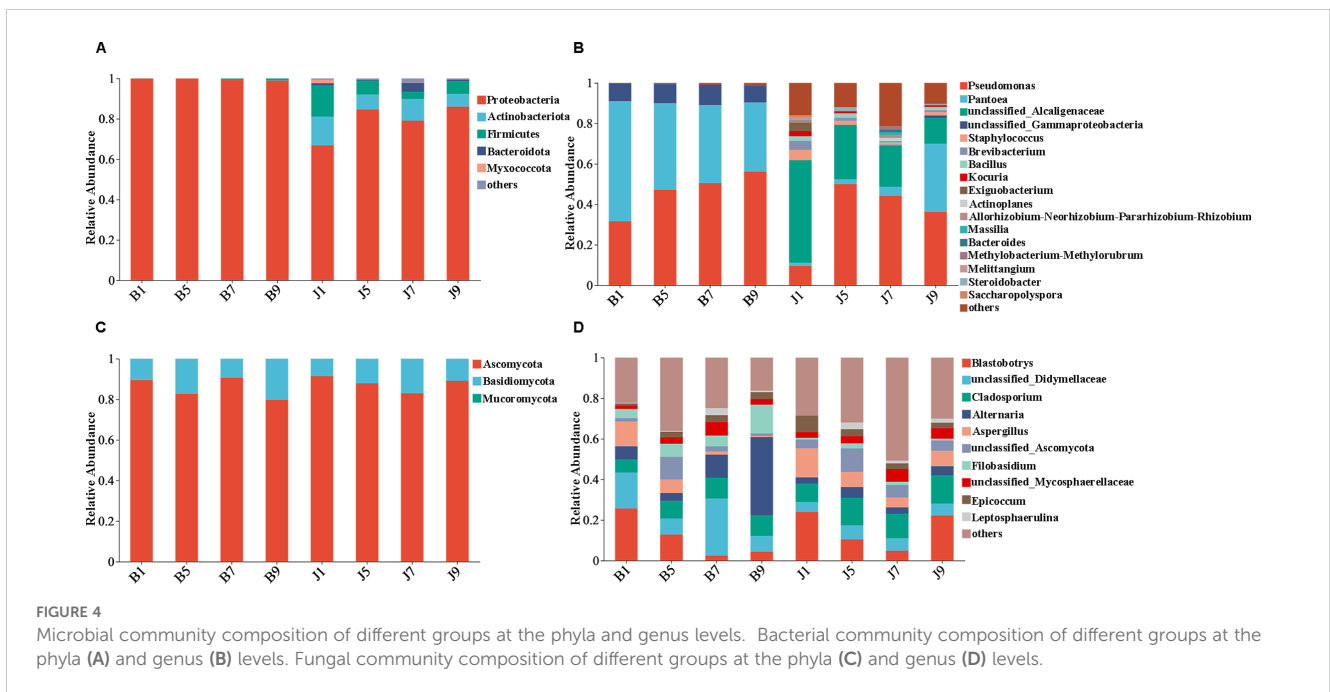 A
Relative Abundance
1
0.8
0.6
0.4
0.2
0
B1 B5 B7 B9 J1 J5 J7 J9
Proteobacteria
Actinobacteriota
Firmicutes
Bacteroidota
Myxococcota
others
B
Relative Abundance
1
0.8
0.6
0.4
0.2
0
B1 B5 B7 B9 J1 J5 J7 J9
Pseudomonas
Pantoea
unclassified_Alcaligenaceae
unclassified_Gammaproteobacteria
Staphylococcus
Brevibacterium
Bacillus
Kocuria
Exiguobacterium
Actinoplanes
Allorhizobium-Neorhizobium-Pararhizobium-Rhizobium
Massilia
Bacteroides
Methylobacterium-Methylorubrum
Melittangium
Steroidobacter
Saccharopolyspora
others
C
Relative Abundance
1
0.8
0.6
0.4
0.2
0
B1 B5 B7 B9 J1 J5 J7 J9
Ascomycota
Basidiomycota
Mucoromycota
D
Relative Abundance
1
0.8
0.6
0.4
0.2
0
B1 B5 B7 B9 J1 J5 J7 J9
Blastobotrys
unclassified_Didymellaceae
Cladosporium
Alternaria
Aspergillus
unclassified_Ascomycota
Filobasidium
unclassified_Mycosphaerellaceae
Epicoccum
Leptosphaerulina
others
FIGURE 4
Microbial community composition of different groups at the phyla and genus levels. Bacterial community composition of different groups at the
phyla (A) and genus (B) levels. Fungal community composition of different groups at the phyla (C) and genus (D) levels.